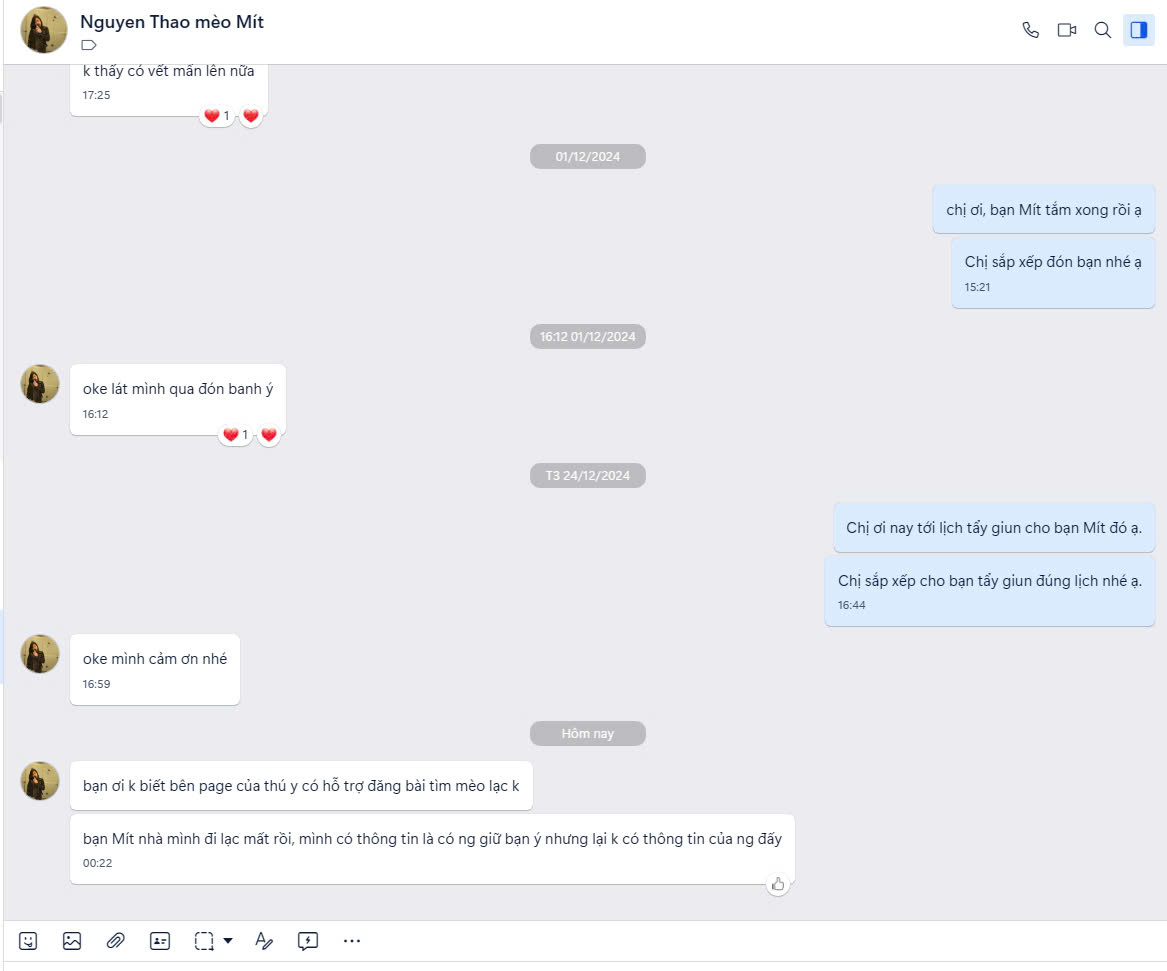 Nguyen Thao mèo Mít
k thấy có vết mẩn lên nữa
17:25
1
01/12/2024
chị ơi, bạn Mít tắm xong rồi ạ
Chị sắp xếp đón bạn nhé ạ
15:21
16:12 01/12/2024
oke lát mình qua đón banh ý
16:12
1
T3 24/12/2024
Chị ơi nay tới lịch tẩy giun cho bạn Mít đó ạ.
Chị sắp xếp cho bạn tẩy giun đúng lịch nhé ạ.
16:44
oke mình cảm ơn nhé
16:59
Hôm nay
bạn ơi k biết bên page của thú y có hỗ trợ đăng bài tìm mèo lạc k
bạn Mít nhà mình đi lạc mất rồi, mình có thông tin là có ng giữ bạn ý nhưng lại k có thông tin của ng đấy
00:22